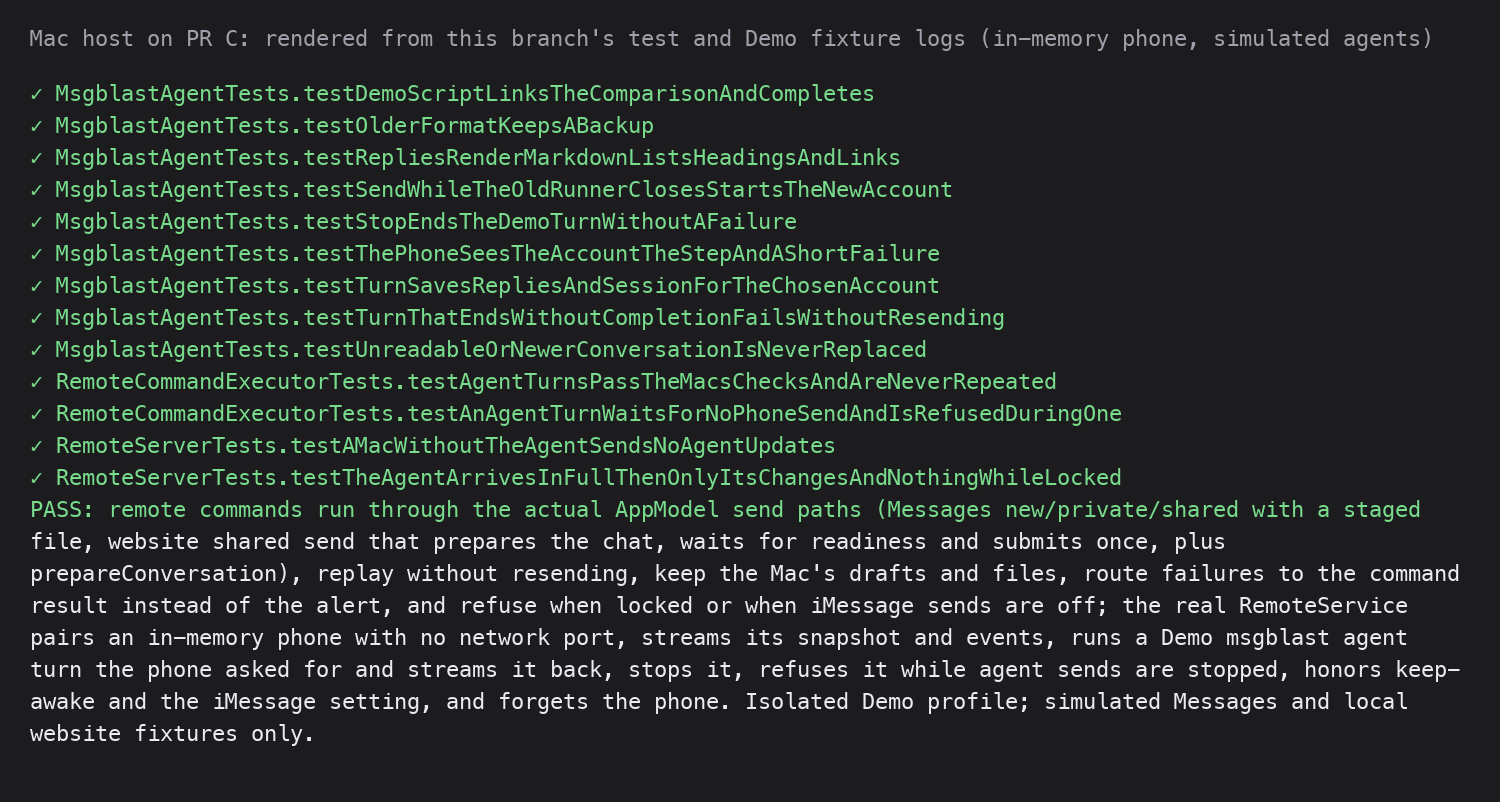 Mac host on PR C: rendered from this branch's test and Demo fixture logs (in-memory phone, simulated agents)
✓ MsgblastAgentTests.testDemoScriptLinksTheComparisonAndCompletes
✓ MsgblastAgentTests.testOlderFormatKeepsABackup
✓ MsgblastAgentTests.testRepliesRenderMarkdownListsHeadingsAndLinks
✓ MsgblastAgentTests.testSendWhileTheOldRunnerClosesStartsTheNewAccount
✓ MsgblastAgentTests.testStopEndsTheDemoTurnWithoutAFailure
✓ MsgblastAgentTests.testThePhoneSeesTheAccountTheStepAndAShortFailure
✓ MsgblastAgentTests.testTurnSavesRepliesAndSessionForTheChosenAccount
✓ MsgblastAgentTests.testTurnThatEndsWithoutCompletionFailsWithoutResending
✓ MsgblastAgentTests.testUnreadableOrNewerConversationIsNeverReplaced
✓ RemoteCommandExecutorTests.testAgentTurnsPassTheMacsChecksAndAreNeverRepeated
✓ RemoteCommandExecutorTests.testAnAgentTurnWaitsForNoPhoneSendAndIsRefusedDuringOne
✓ RemoteServerTests.testAMacWithoutTheAgentSendsNoAgentUpdates
✓ RemoteServerTests.testTheAgentArrivesInFullThenOnlyItsChangesAndNothingWhileLocked
PASS: remote commands run through the actual AppModel send paths (Messages new/private/shared with a staged
file, website shared send that prepares the chat, waits for readiness and submits once, plus
prepareConversation), replay without resending, keep the Mac's drafts and files, route failures to the command
result instead of the alert, and refuse when locked or when iMessage sends are off; the real RemoteService
pairs an in-memory phone with no network port, streams its snapshot and events, runs a Demo msgblast agent
turn the phone asked for and streams it back, stops it, refuses it while agent sends are stopped, honors keep-
awake and the iMessage setting, and forgets the phone. Isolated Demo profile; simulated Messages and local
website fixtures only.